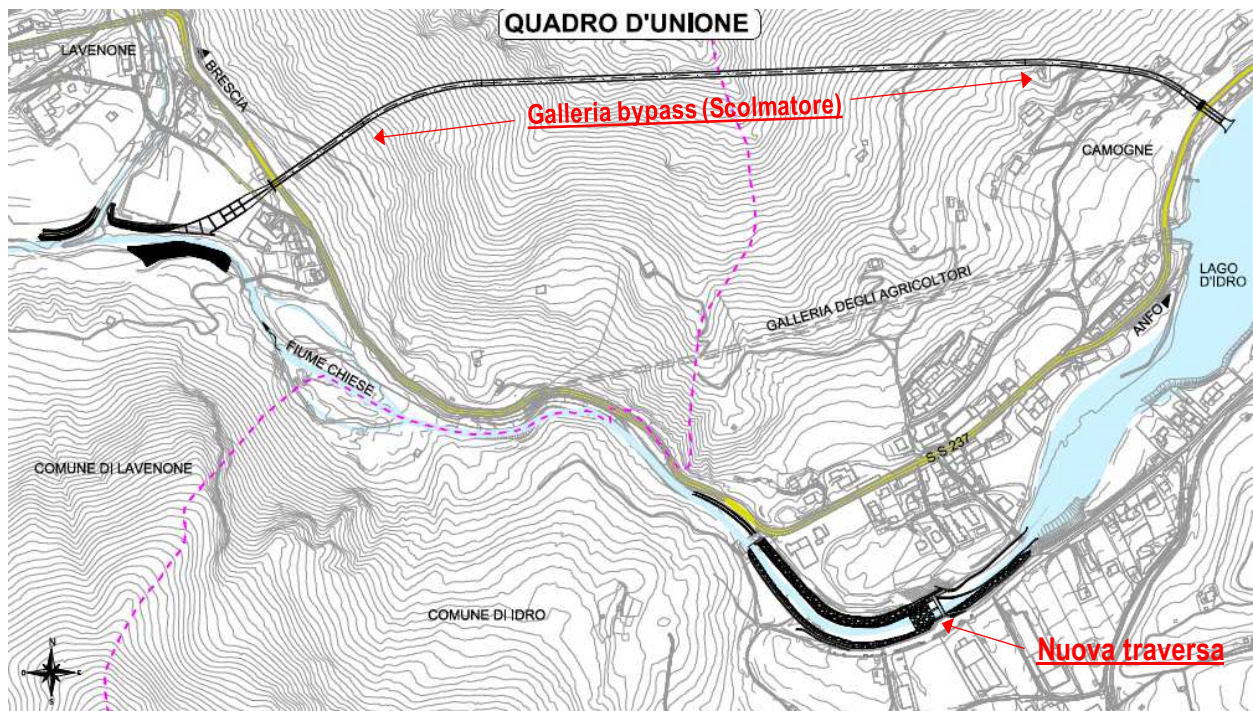 QUADRO D'UNIONE
LAVENONE
BRESCIA
Galleria bypass (Scolmatore)
CAMOGNE
LAGO
D'IDRO
GALLERIA DEGLI AGRICOLTORI
ANFO
FIUME CHIESE
S.S 237
COMUNE DI LAVENONE
COMUNE DI IDRO
Nuova traversa
N
O
E
S